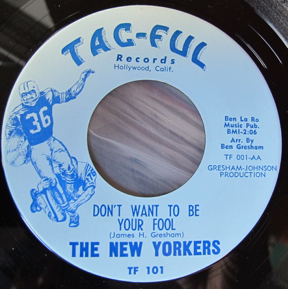 TAC-FUL
Records
Hollywood, Calif.
36
Ben La Ro
Music Pub.
BMI-2:06
Arr. By
Ben Gresham
TF 001-AA
GRESHAM-JOHNSON
PRODUCTION
DON'T WANT TO BE
YOUR FOOL
(James H. Gresham)
THE NEW YORKERS
TF 101